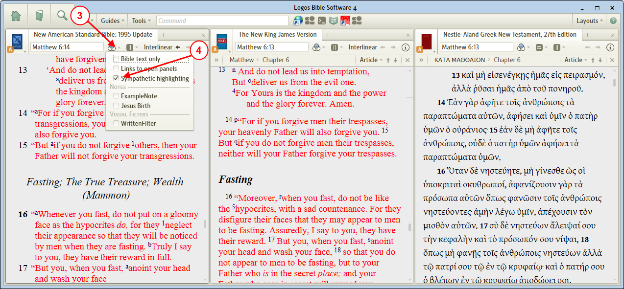 Logos Bible Software 4
Guides
Tools
Command
Layouts
3
4
New American Standard Bible: 1995 Update
Matthew 6:14
Interlinear
Bible text only
Links to open panels
Sympathetic highlighting
Notes
ExampleNote
Jesus Birth
Visual Filters
WrittenFilter
have forgiven
13 'And do not lead
deliver us from
the kingdom a
glory forever.
14 "For if you forgive
transgressions, you
also forgive you.
15 "But if you do not forgive others, then your
Father will not forgive your transgressions.
Fasting; The True Treasure; Wealth
(Mammon)
16 "Whenever you fast, do not put on a gloomy
face as the hypocrites do, for they neglect
their appearance so that they will be noticed
by men when they are fasting. Truly I say
to you, they have their reward in full.
17 "But you, when you fast, anoint your head
and wash your face
The New King James Version
Matthew 6:13
Interlinear
Matthew › Chapter 6
Article
13 And do not lead us into temptation,
But deliver us from the evil one.
For Yours is the kingdom and the power
and the glory forever. Amen.
14 "For if you forgive men their trespasses,
your heavenly Father will also forgive you. 15
But if you do not forgive men their trespasses,
neither will your Father forgive your trespasses.
Fasting
16 "Moreover, when you fast, do not be like
the hypocrites, with a sad countenance. For they
disfigure their faces that they may appear to men
to be fasting. Assuredly, I say to you, they have
their reward. 17 But you, when you fast, anoint
your head and wash your face, 18 so that you do
not appear to men to be fasting, but to your
Father who is in the secret place; and your
Nestle-Aland Greek New Testament, 27th Edition
Matthew 6:13
Interlinear
ΚΑΤΑ ΜΑΘΘΑΙΟΝ › Chapter 6
Article
13 καὶ μὴ εἰσενέγκῃς ἡμᾶς εἰς πειρασμόν,
ἀλλὰ ῥῦσαι ἡμᾶς ἀπὸ τοῦ πονηροῦ.
14 Ἐὰν γὰρ ἀφῆτε τοῖς ἀνθρώποις τὰ
παραπτώματα αὐτῶν, ἀφήσει καὶ ὑμῖν ὁ πατὴρ
ὑμῶν ὁ οὐράνιος· 15 ἐὰν δὲ μὴ ἀφῆτε τοῖς
ἀνθρώποις, οὐδὲ ὁ πατὴρ ὑμῶν ἀφήσει τὰ
παραπτώματα ὑμῶν.
16 Ὅταν δὲ νηστεύητε, μὴ γίνεσθε ὡς οἱ
ὑποκριταὶ σκυθρωποί, ἀφανίζουσιν γὰρ τὰ
πρόσωπα αὐτῶν ὅπως φανῶσιν τοῖς ἀνθρώποις
νηστεύοντες· ἀμὴν λέγω ὑμῖν, ἀπέχουσιν τὸν
μισθὸν αὐτῶν. 17 σὺ δὲ νηστεύων ἄλειψαί σου
τὴν κεφαλὴν καὶ τὸ πρόσωπόν σου νίψαι, 18
ὅπως μὴ φανῇς τοῖς ἀνθρώποις νηστεύων ἀλλὰ
τῷ πατρί σου τῷ ἐν τῷ κρυφαίῳ· καὶ ὁ πατήρ σου
ὁ βλέπων ἐν τῷ κρυφαίῳ ἀποδώσει σοι.